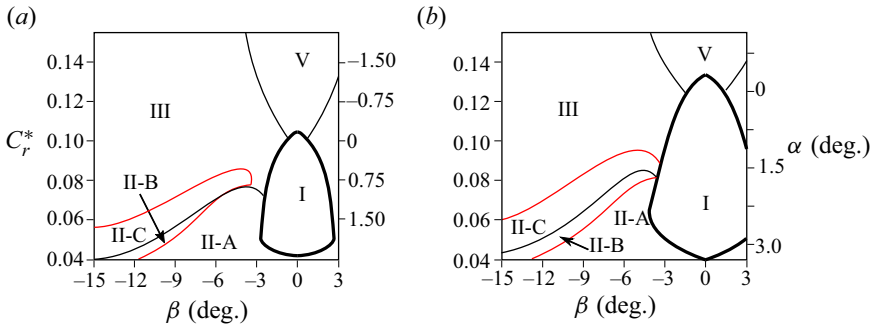 (a)
(b)
C*r
0.14
0.12
0.10
0.08
0.06
0.04
III
V
I
II-B
II-C
II-A
−1.50
−0.75
0
0.75
1.50
−15
−12
−9
−6
−3
0
3
β (deg.)
0.14
0.12
0.10
0.08
0.06
0.04
III
V
I
II-C
II-A
II-B
0
1.5
3.0
α (deg.)
−15
−12
−9
−6
−3
0
3
β (deg.)